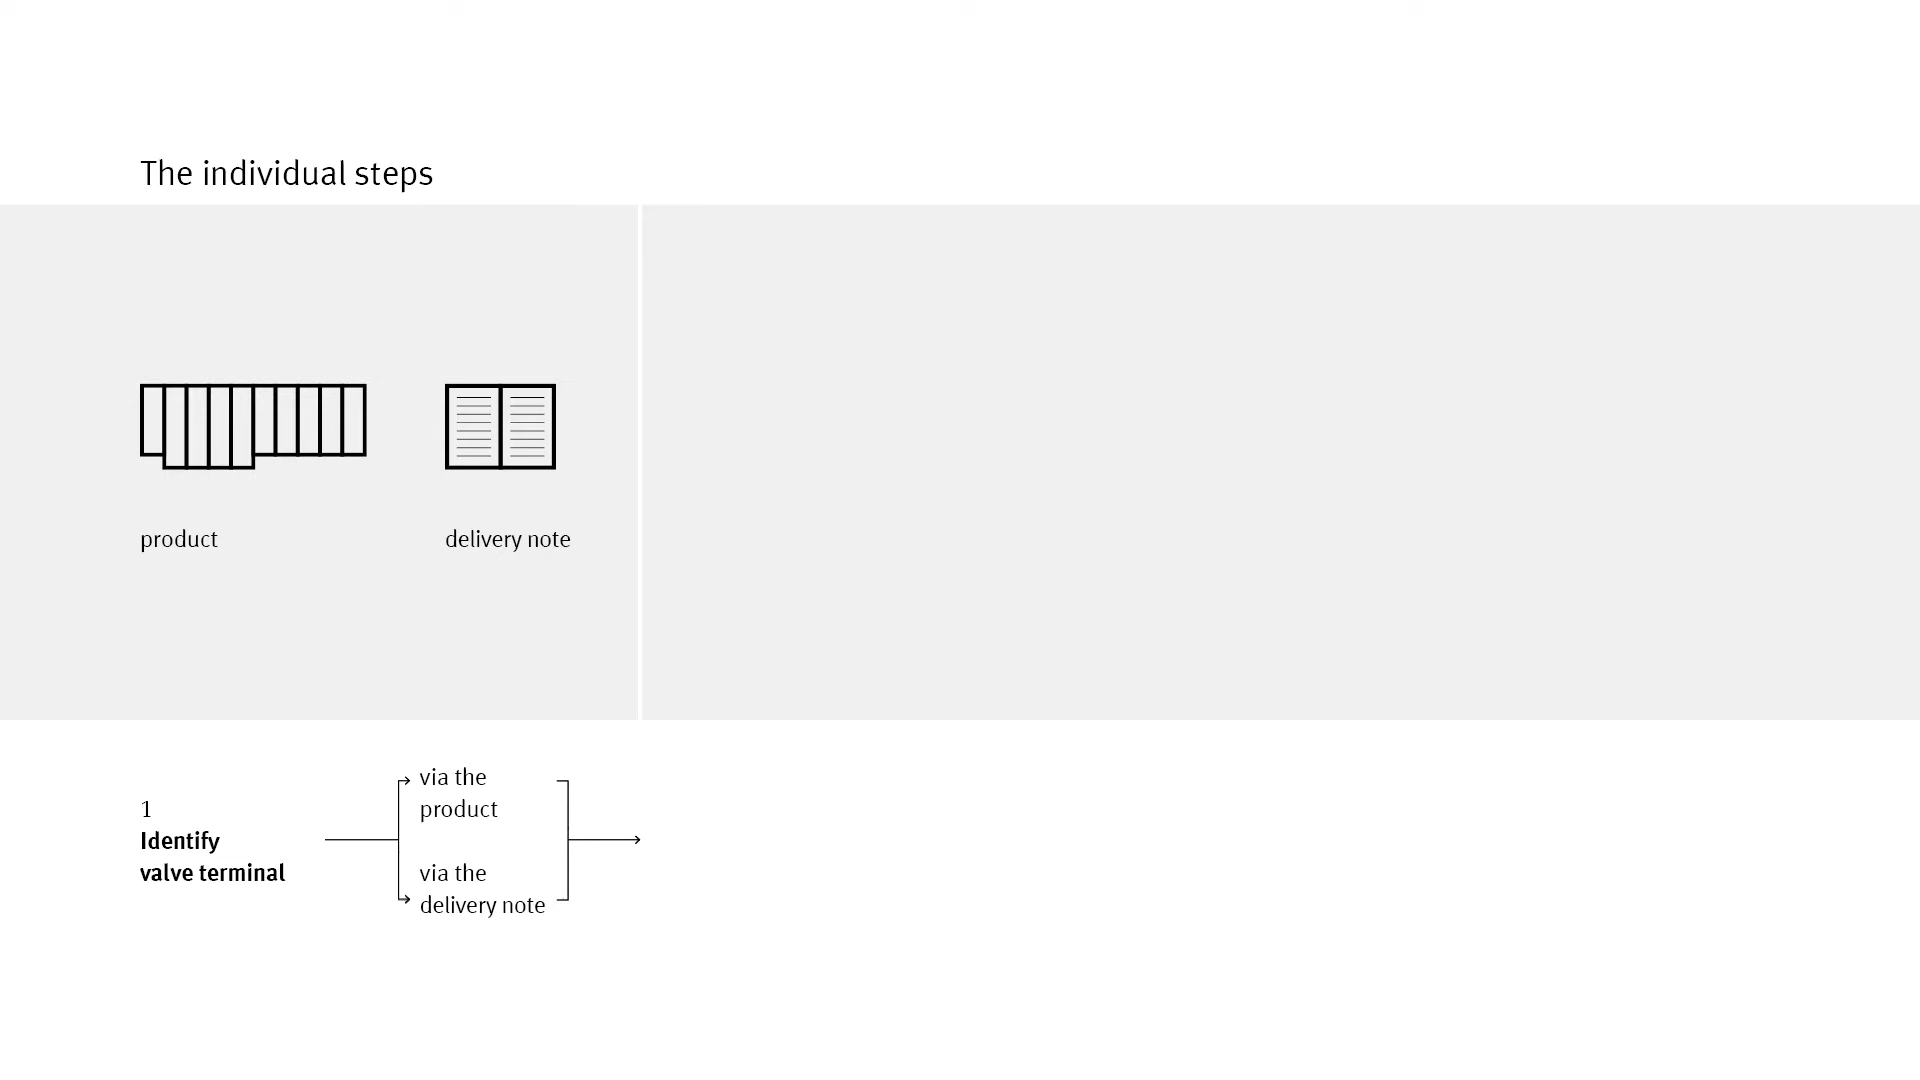 The individual steps
product
delivery note
1
Identify
valve terminal
via the
product
via the
delivery note